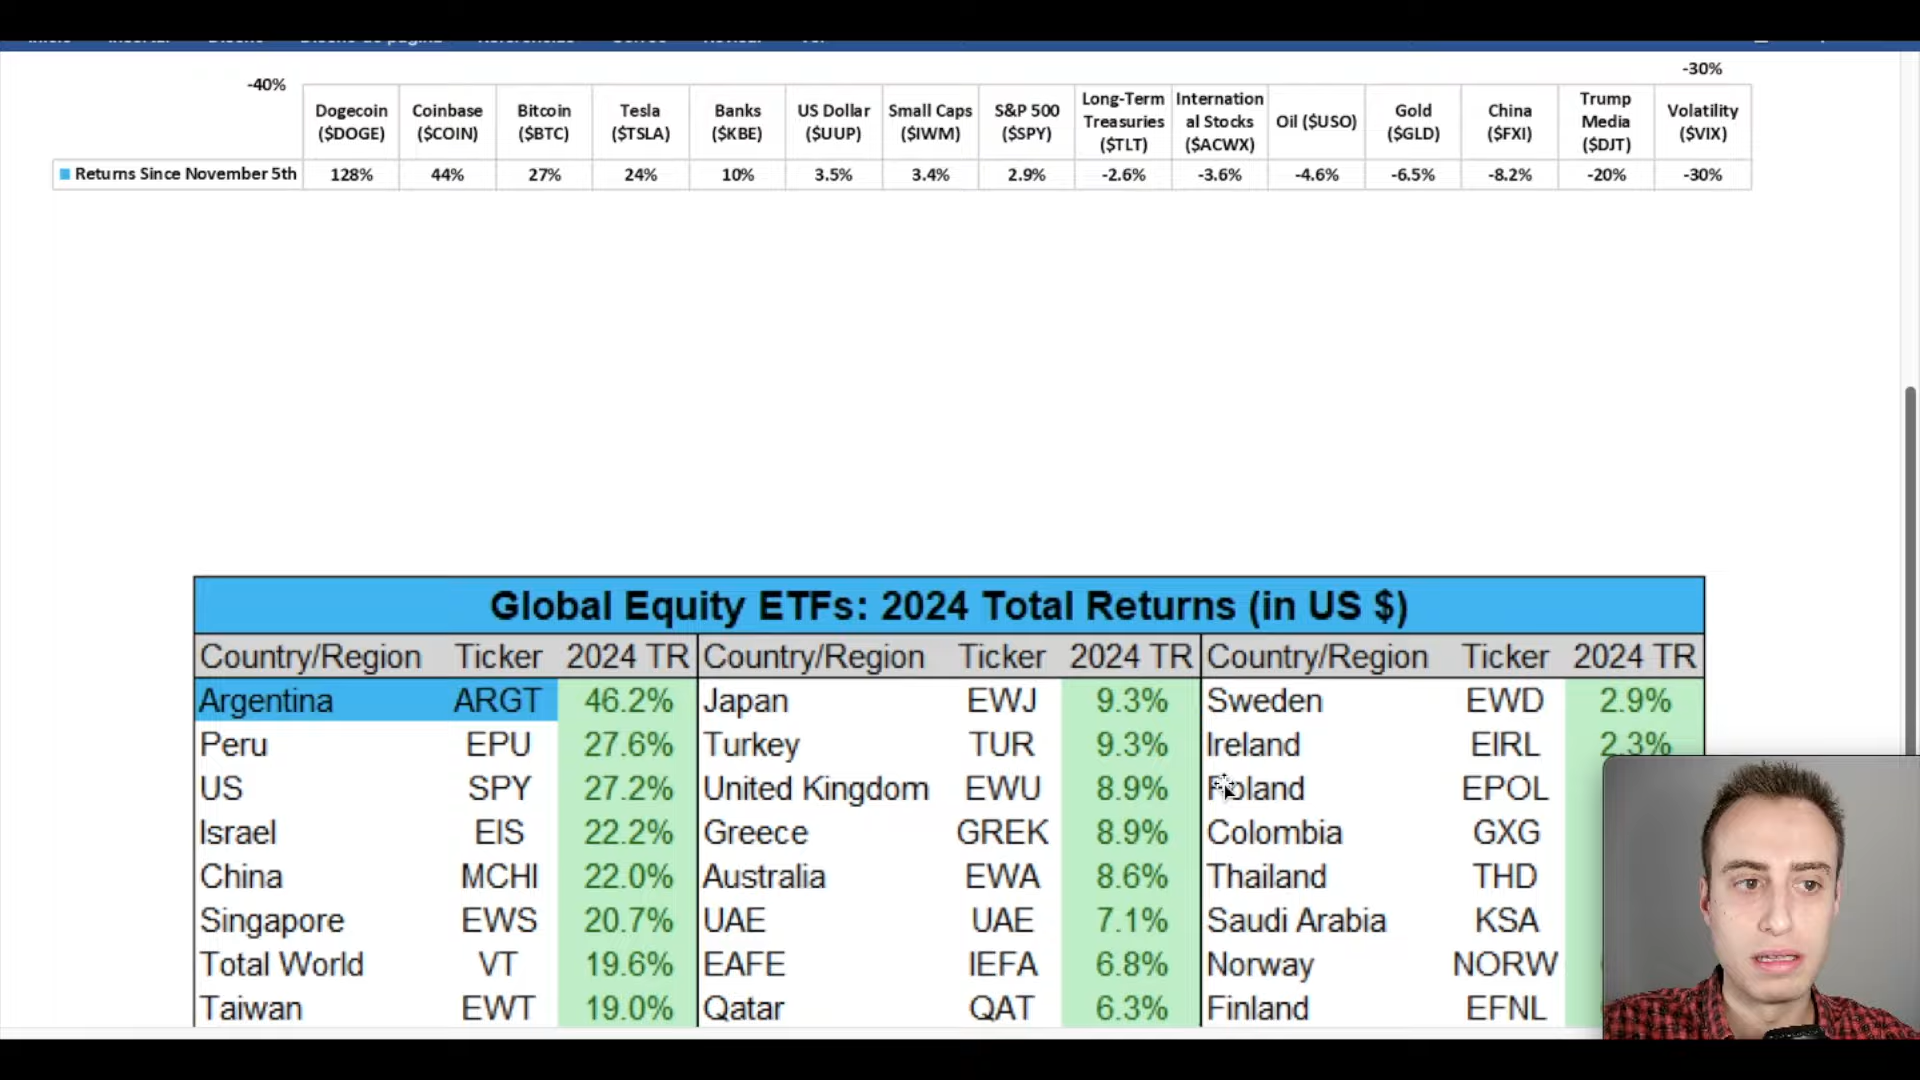 -30%
-40%
Dogecoin ($DOGE) Coinbase ($COIN) Bitcoin ($BTC) Tesla ($TSLA) Banks ($KBE) US Dollar ($UUP) Small Caps ($IWM) S&P 500 ($SPY) Long-Term Treasuries ($TLT) Internation al Stocks ($ACWX) Oil ($USO) Gold ($GLD) China ($FXI) Trump Media ($DJT) Volatility ($VIX)
Returns Since November 5th 128% 44% 27% 24% 10% 3.5% 3.4% 2.9% -2.6% -3.6% -4.6% -6.5% -8.2% -20% -30%
Global Equity ETFs: 2024 Total Returns (in US $)
Country/Region Ticker 2024 TR Country/Region Ticker 2024 TR Country/Region Ticker 2024 TR
Argentina ARGT 46.2% Japan EWJ 9.3% Sweden EWD 2.9%
Peru EPU 27.6% Turkey TUR 9.3% Ireland EIRL 2.3%
US SPY 27.2% United Kingdom EWU 8.9% Poland EPOL
Israel EIS 22.2% Greece GREK 8.9% Colombia GXG
China MCHI 22.0% Australia EWA 8.6% Thailand THD
Singapore EWS 20.7% UAE UAE 7.1% Saudi Arabia KSA
Total World VT 19.6% EAFE IEFA 6.8% Norway NORW
Taiwan EWT 19.0% Qatar QAT 6.3% Finland EFNL